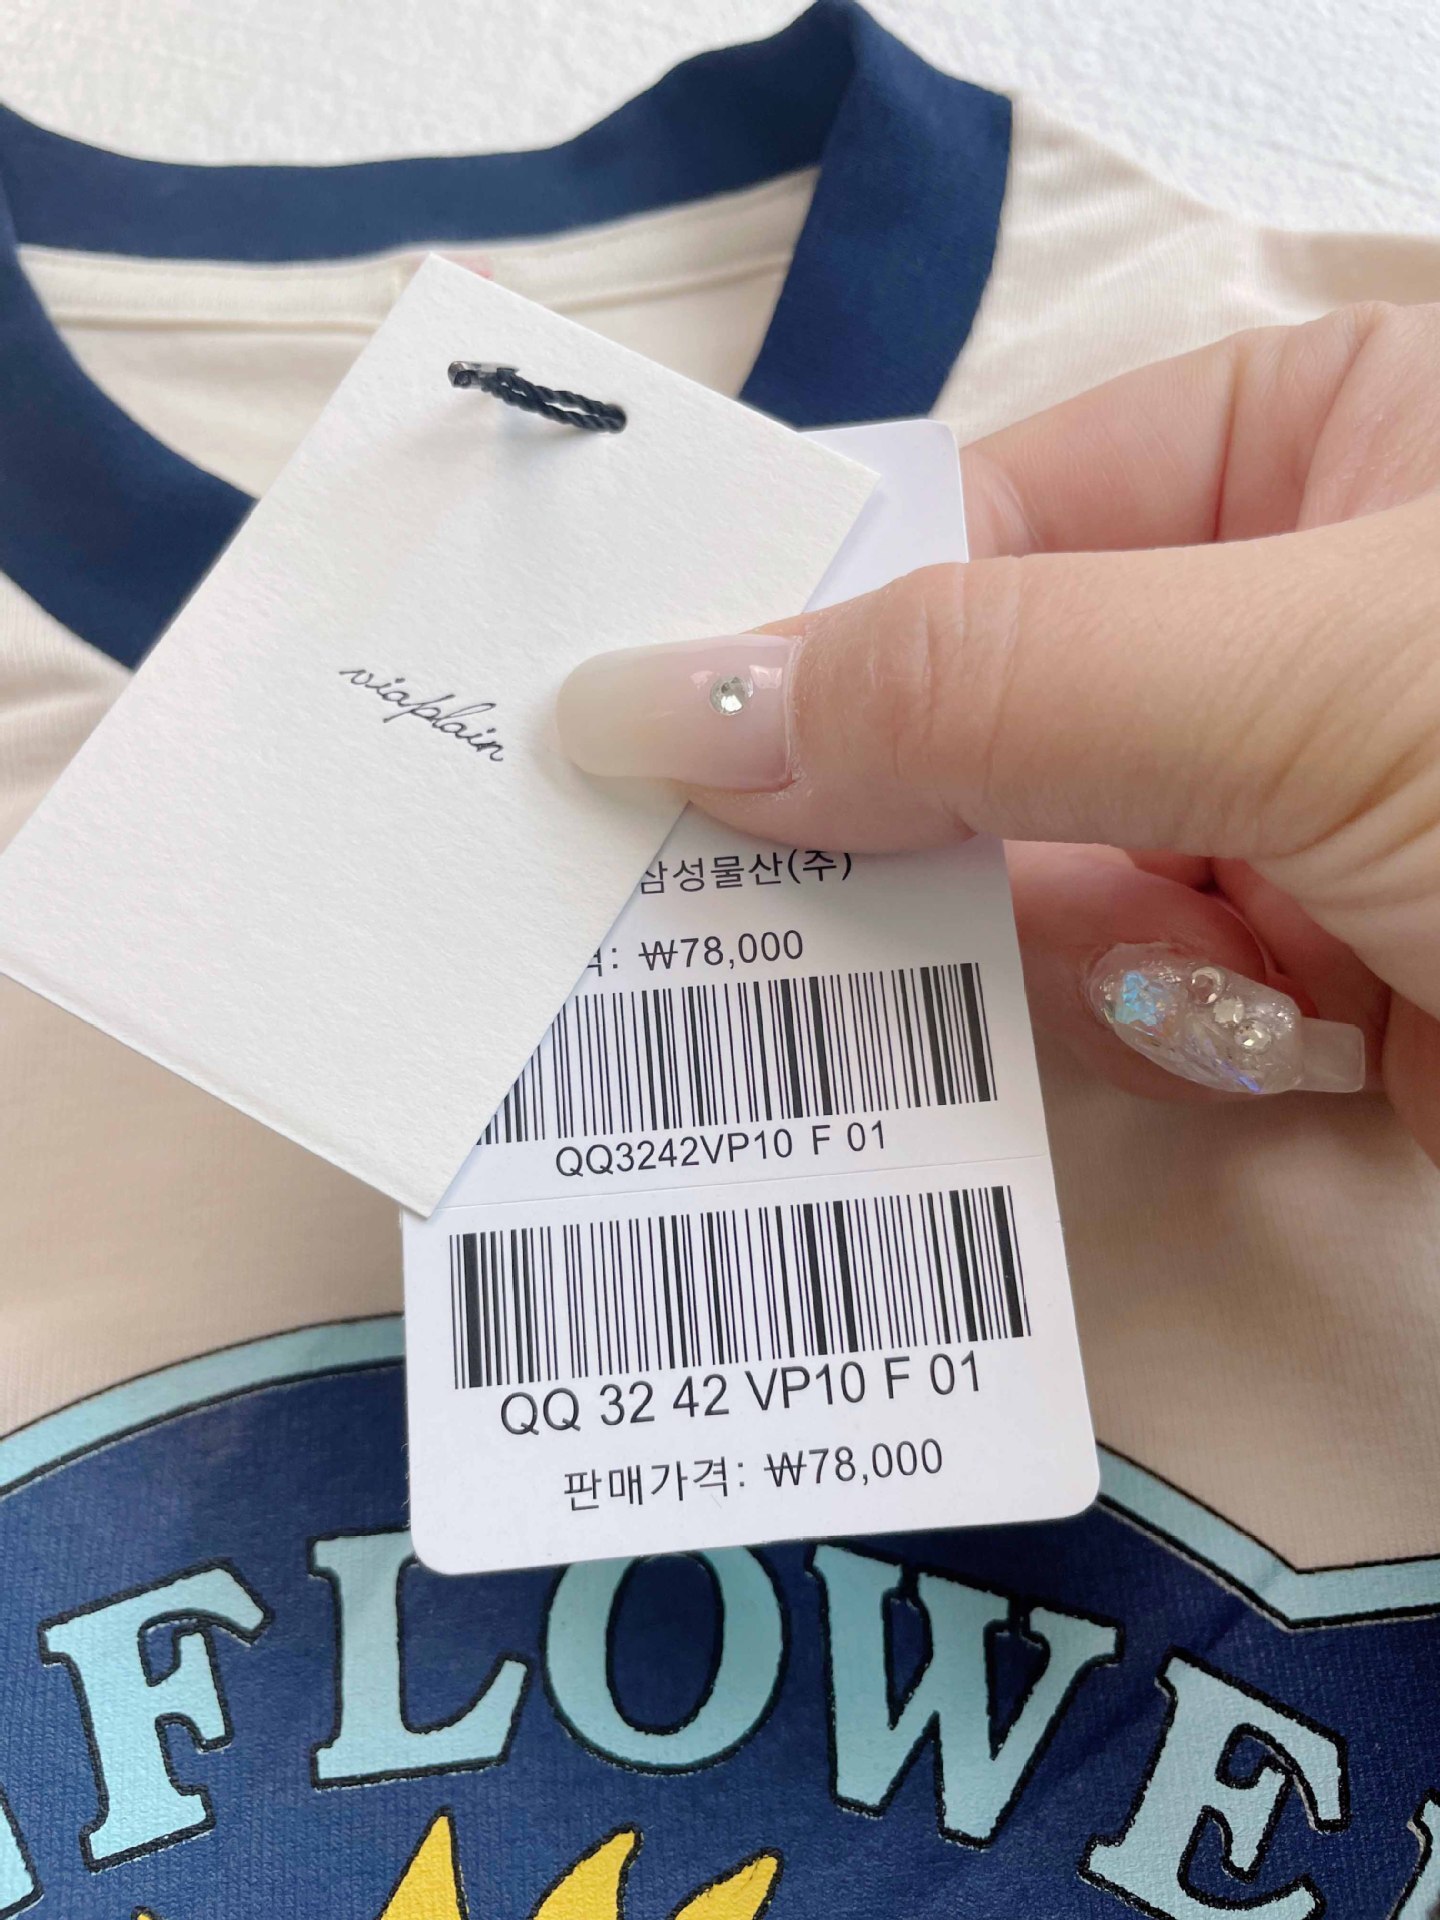 viaplain
삼성물산(주)
격: ₩78,000
QQ3242VP10 F 01
QQ 32 42 VP10 F 01
판매가격: ₩78,000
FLOWE